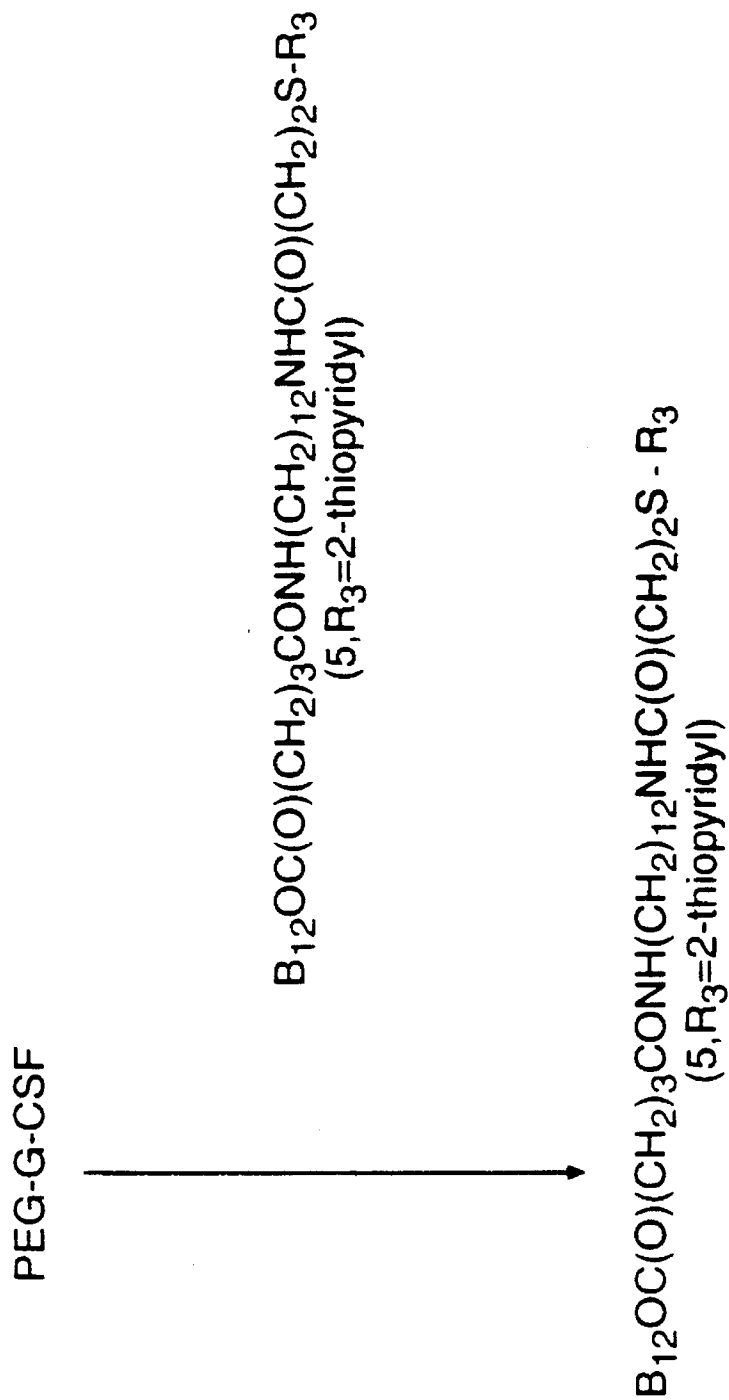 PEG-G-CSF
B₁₂OC(O)(CH₂)₃CONH(CH₂)₁₂NHC(O)(CH₂)₂S-R₃
(5,R₃=2-thiopyridyl)
B₁₂OC(O)(CH₂)₃CONH(CH₂)₁₂NHC(O)(CH₂)₂S - R₃
(5,R₃=2-thiopyridyl)